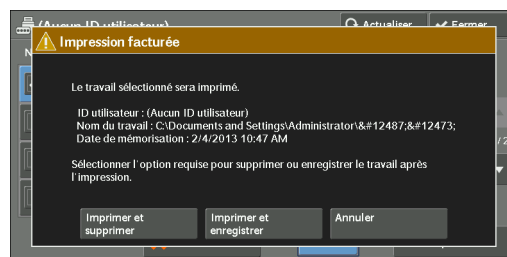 (Aucun ID utilisateur)
Actualiser
Fermer
Impression facturée
Le travail sélectionné sera imprimé.
ID utilisateur : (Aucun ID utilisateur)
Nom du travail : C:\Documents and Settings\Administrator\&#12487;&#12473;
Date de mémorisation : 2/4/2013 10:47 AM
Sélectionner l'option requise pour supprimer ou enregistrer le travail après
l'impression.
Imprimer et
supprimer
Imprimer et
enregistrer
Annuler